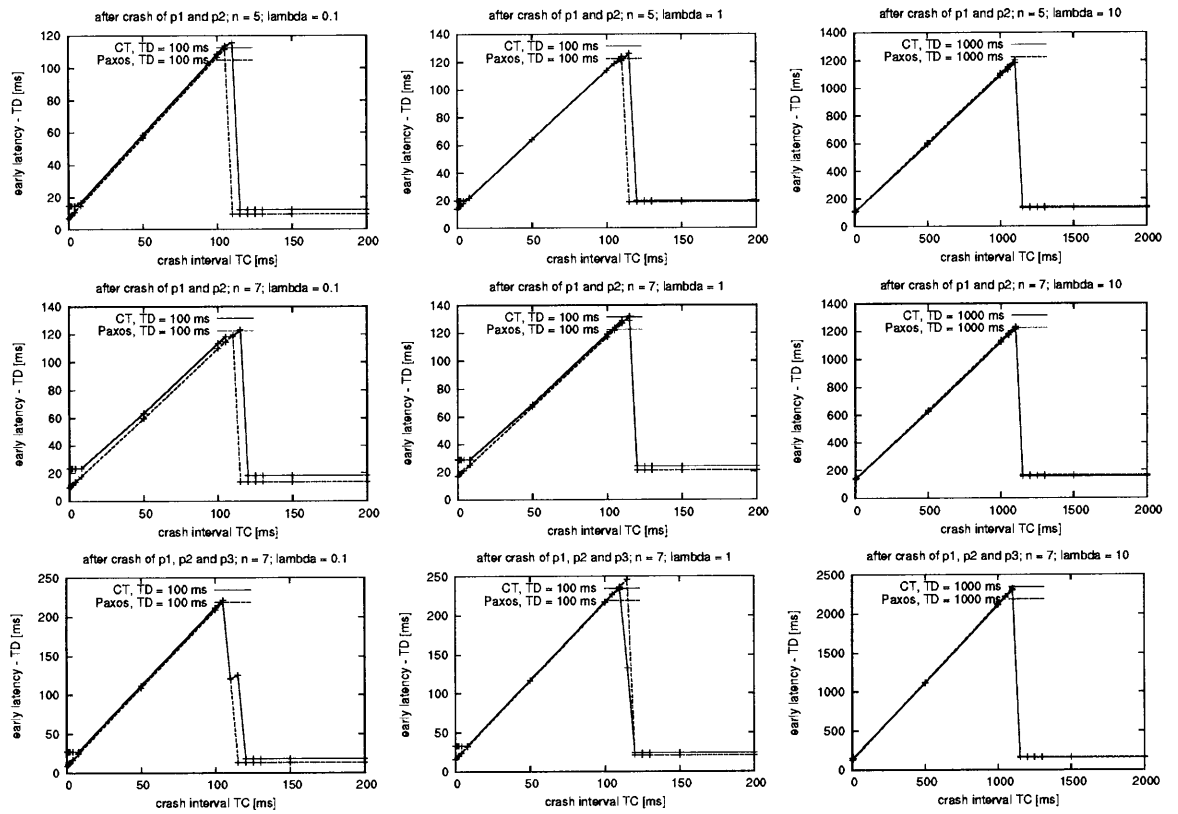 after crash of p1 and p2; n = 5; lambda = 0.1
CT, TD = 100 ms
Paxos, TD = 100 ms
early latency - TD [ms]
120
100
80
60
40
20
0
0 50 100 150 200
crash interval TC [ms]
after crash of p1 and p2; n = 5; lambda = 1
CT, TD = 100 ms
Paxos, TD = 100 ms
early latency - TD [ms]
140
120
100
80
60
40
20
0
0 50 100 150 200
crash interval TC [ms]
after crash of p1 and p2; n = 5; lambda = 10
CT, TD = 1000 ms
Paxos, TD = 1000 ms
early latency - TD [ms]
1400
1200
1000
800
600
400
200
0
0 500 1000 1500 2000
crash interval TC [ms]
after crash of p1 and p2; n = 7; lambda = 0.1
CT, TD = 100 ms
Paxos, TD = 100 ms
early latency - TD [ms]
140
120
100
80
60
40
20
0
0 50 100 150 200
crash interval TC [ms]
after crash of p1 and p2; n = 7; lambda = 1
CT, TD = 100 ms
Paxos, TD = 100 ms
early latency - TD [ms]
140
120
100
80
60
40
20
0
0 50 100 150 200
crash interval TC [ms]
after crash of p1 and p2; n = 7; lambda = 10
CT, TD = 1000 ms
Paxos, TD = 1000 ms
early latency - TD [ms]
1400
1200
1000
800
600
400
200
0
0 500 1000 1500 2000
crash interval TC [ms]
after crash of p1, p2 and p3; n = 7; lambda = 0.1
CT, TD = 100 ms
Paxos, TD = 100 ms
early latency - TD [ms]
250
200
150
100
50
0
0 50 100 150 200
crash interval TC [ms]
after crash of p1, p2 and p3; n = 7; lambda = 1
CT, TD = 100 ms
Paxos, TD = 100 ms
early latency - TD [ms]
250
200
150
100
50
0
0 50 100 150 200
crash interval TC [ms]
after crash of p1, p2 and p3; n = 7; lambda = 10
CT, TD = 1000 ms
Paxos, TD = 1000 ms
early latency - TD [ms]
2500
2000
1500
1000
500
0
0 500 1000 1500 2000
crash interval TC [ms]